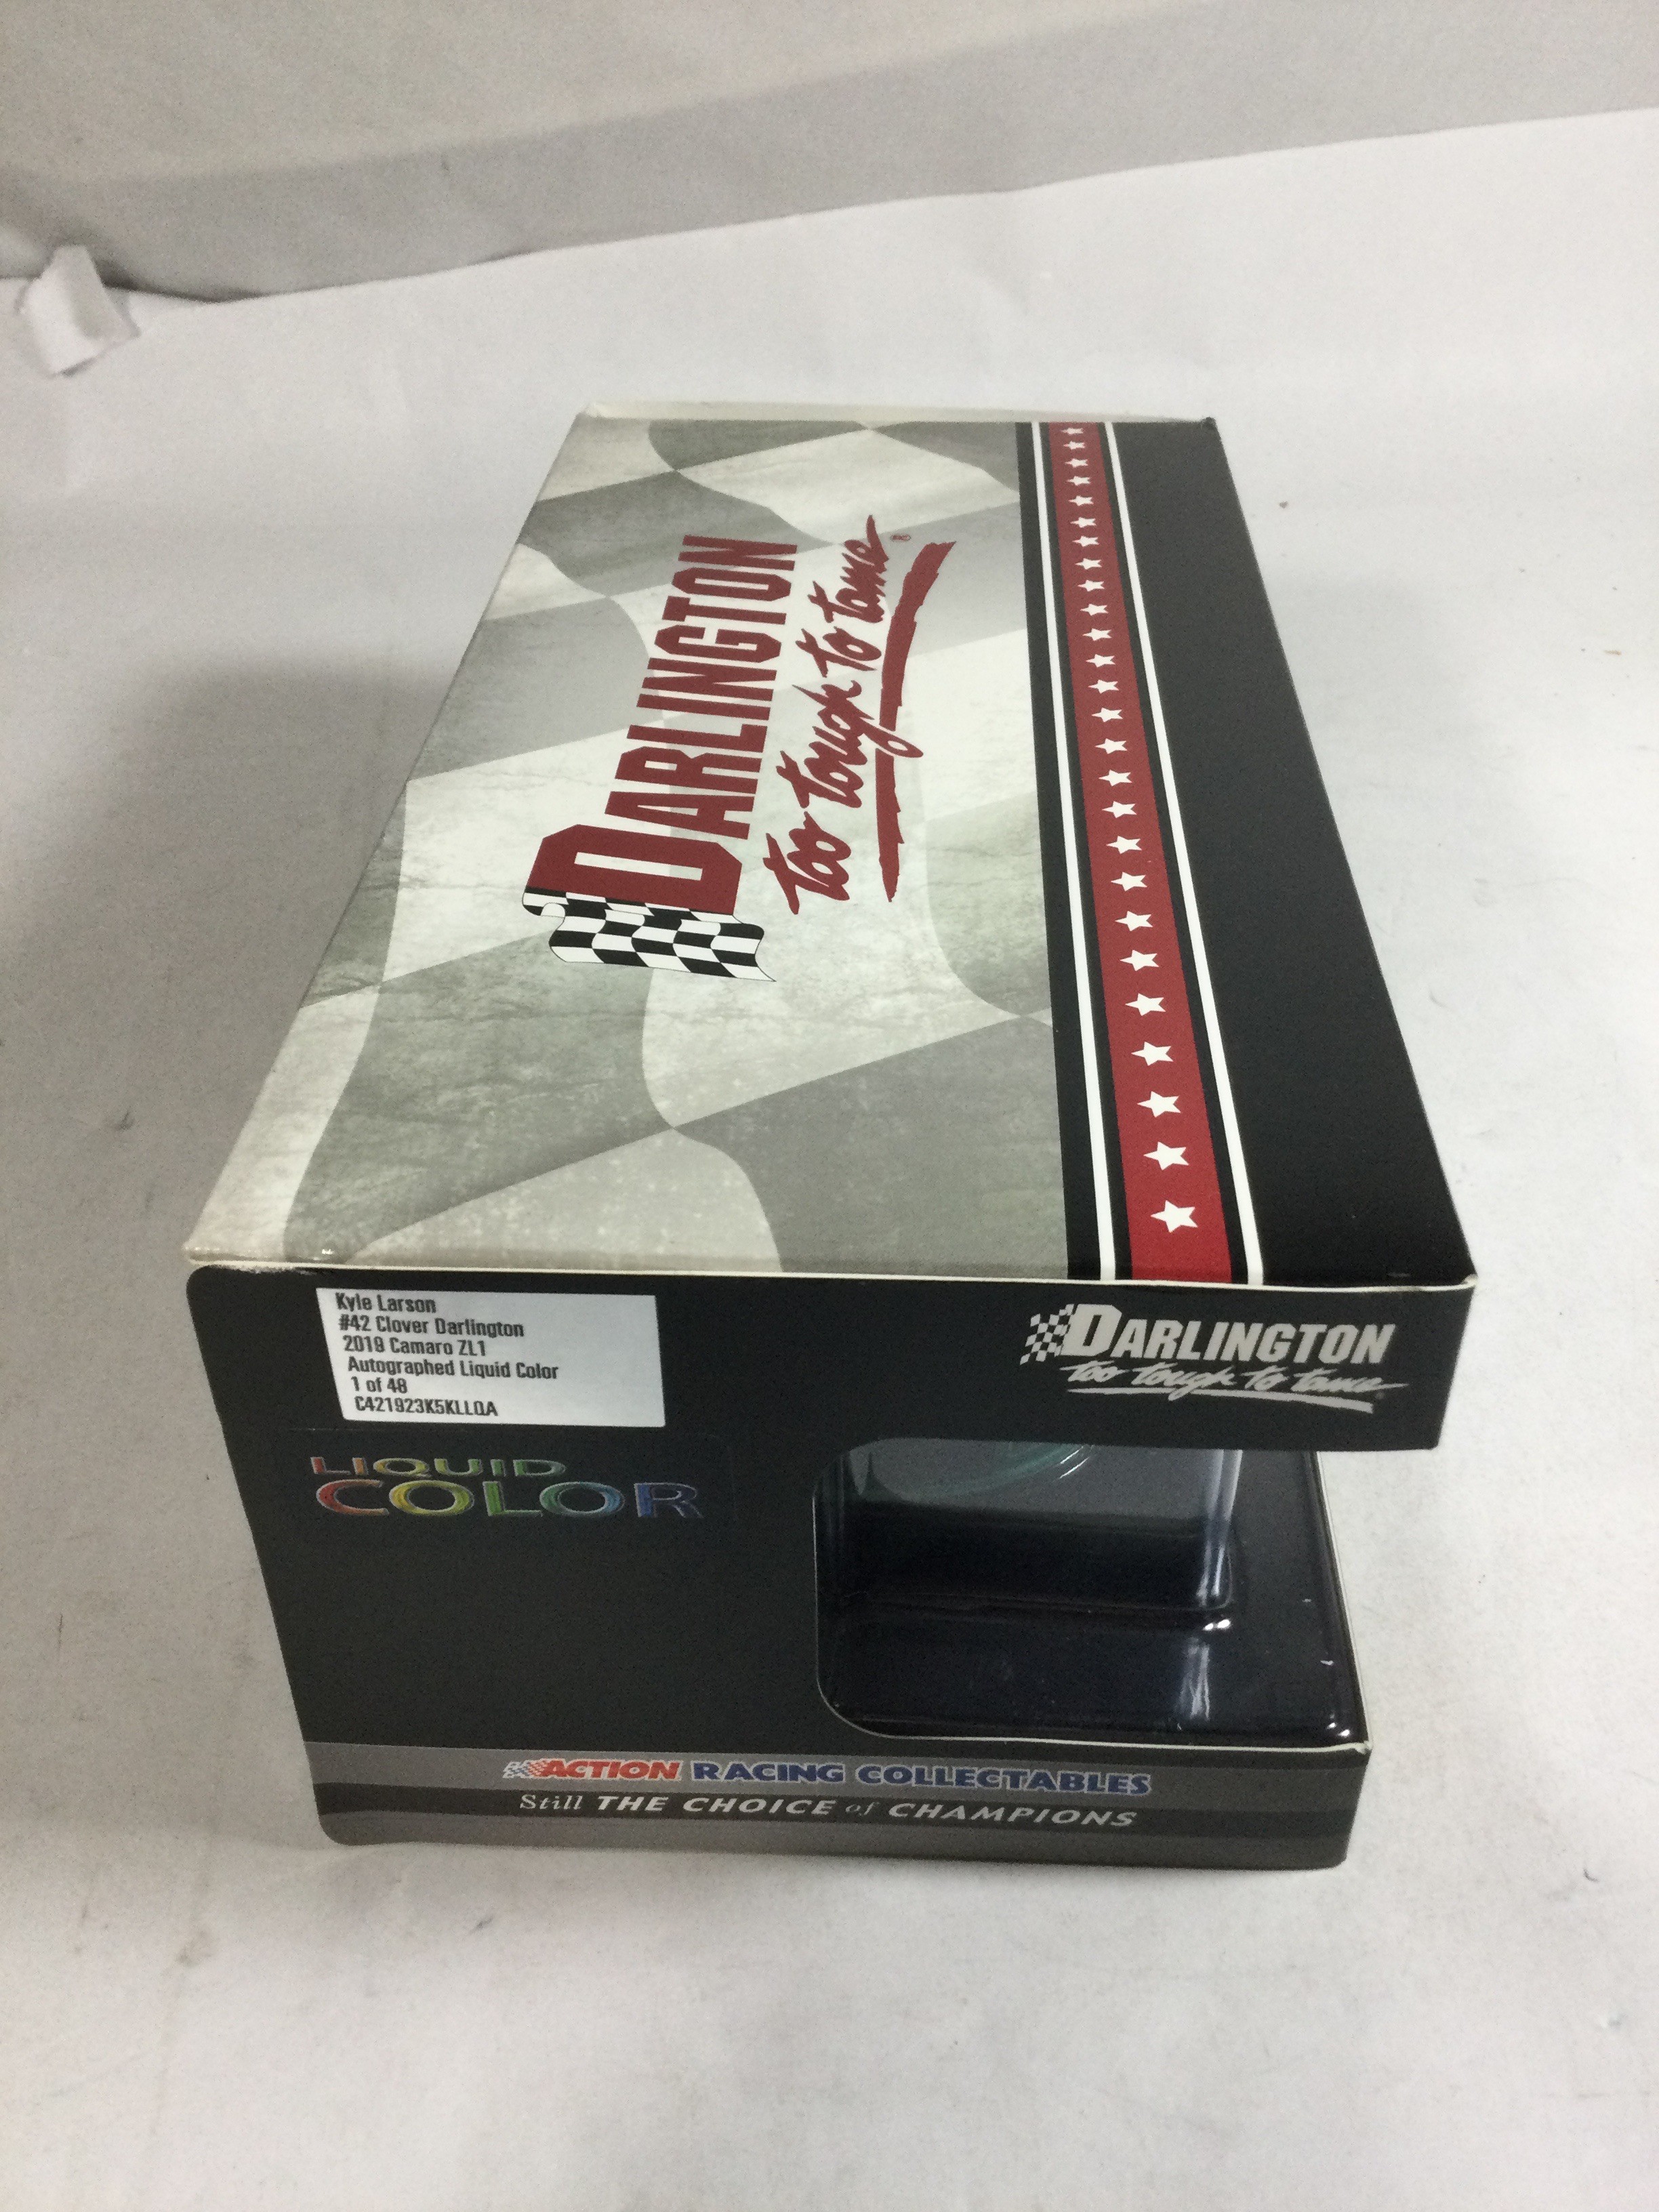 DARLINGTON
too tough to tame®
Kyle Larson
#42 Clover Darlington
2019 Camaro ZL1
Autographed Liquid Color
1 of 48
C421923K5KLLQA
DARLINGTON
too tough to tame
LIQUID
COLOR
ACTION RACING COLLECTABLES
Still THE CHOICE of CHAMPIONS